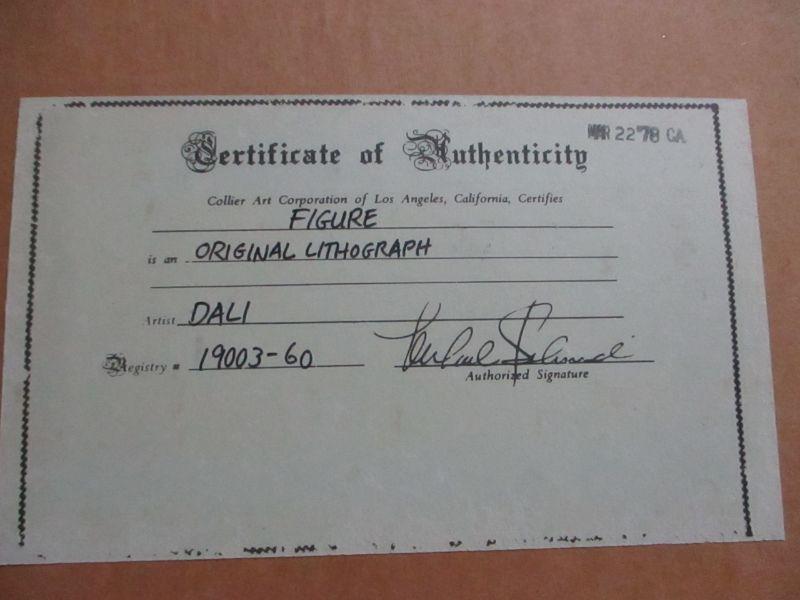 MAR 22 '78 CA
Certificate of Authenticity
Collier Art Corporation of Los Angeles, California, Certifies
FIGURE
is an ORIGINAL LITHOGRAPH
Artist DALI
Registry # 19003-60
Authorized Signature